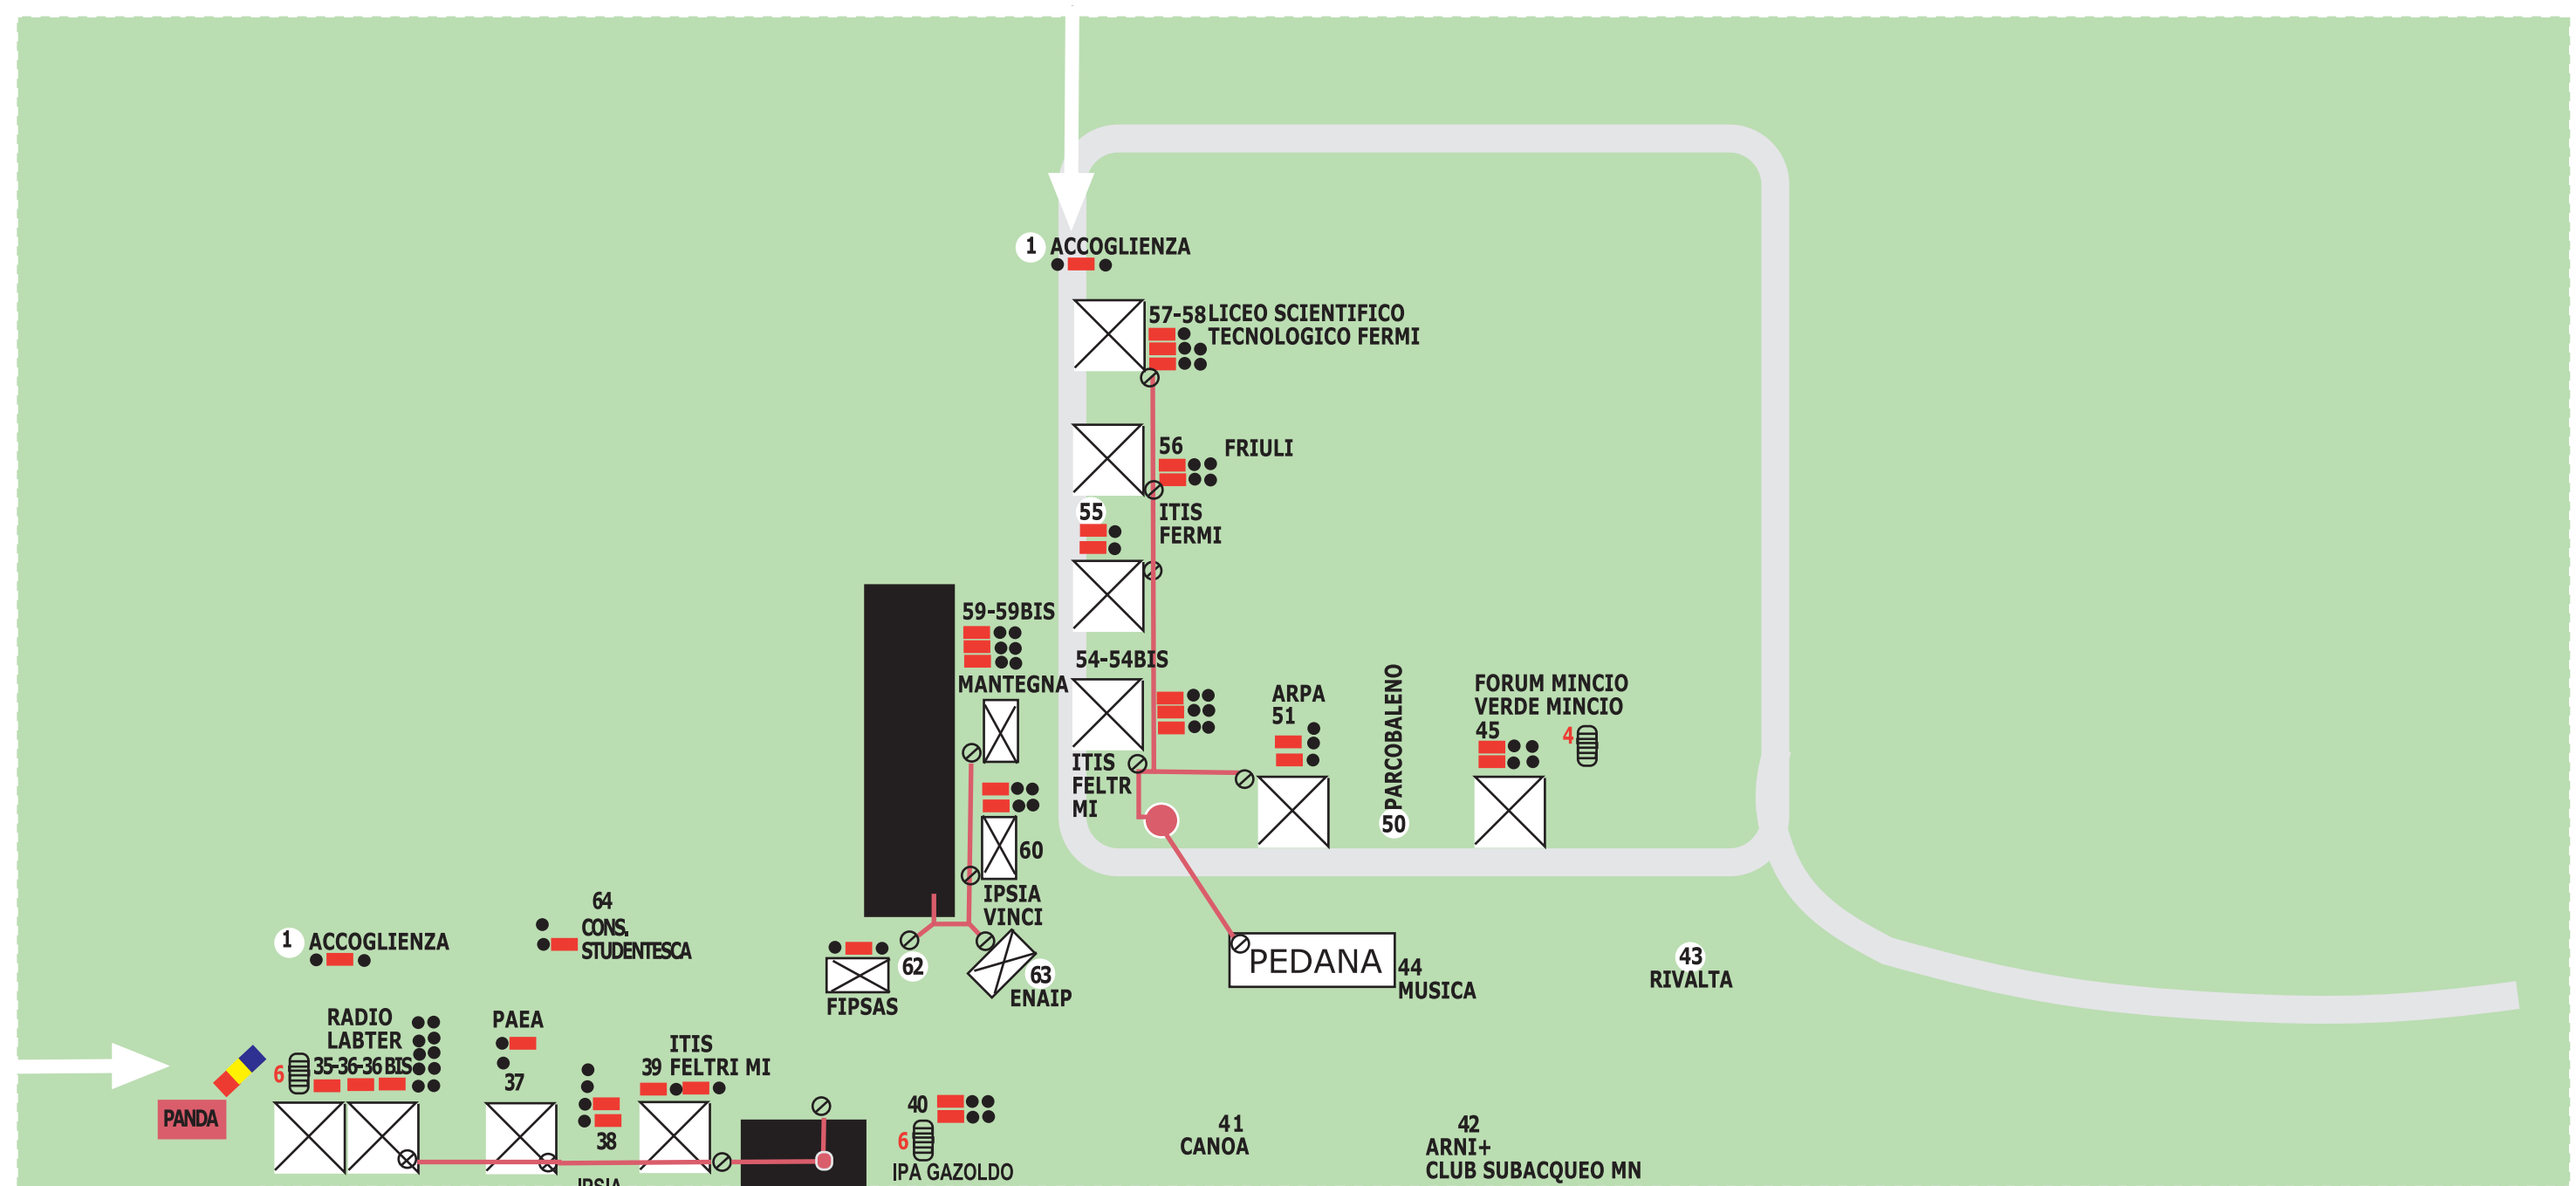 1 ACCOGLIENZA
57-58 LICEO SCIENTIFICO
TECNOLOGICO FERMI
56 FRIULI
55
ITIS
FERMI
59-59BIS
MANTEGNA
54-54BIS
ITIS
FELTR
MI
ARPA
51
PARCOBALENO
50
FORUM MINCIO
VERDE MINCIO
45
4
60
IPSIA
VINCI
64
CONS.
STUDENTESCA
1 ACCOGLIENZA
62
FIPSAS
63
ENAIP
PEDANA
44
MUSICA
43
RIVALTA
RADIO
LABTER
6
35-36-36 BIS
PANDA
PAEA
37
38
ITIS
39 FELTRI MI
40
6
IPA GAZOLDO
41
CANOA
42
ARNI+
CLUB SUBACQUEO MN
IPSIA